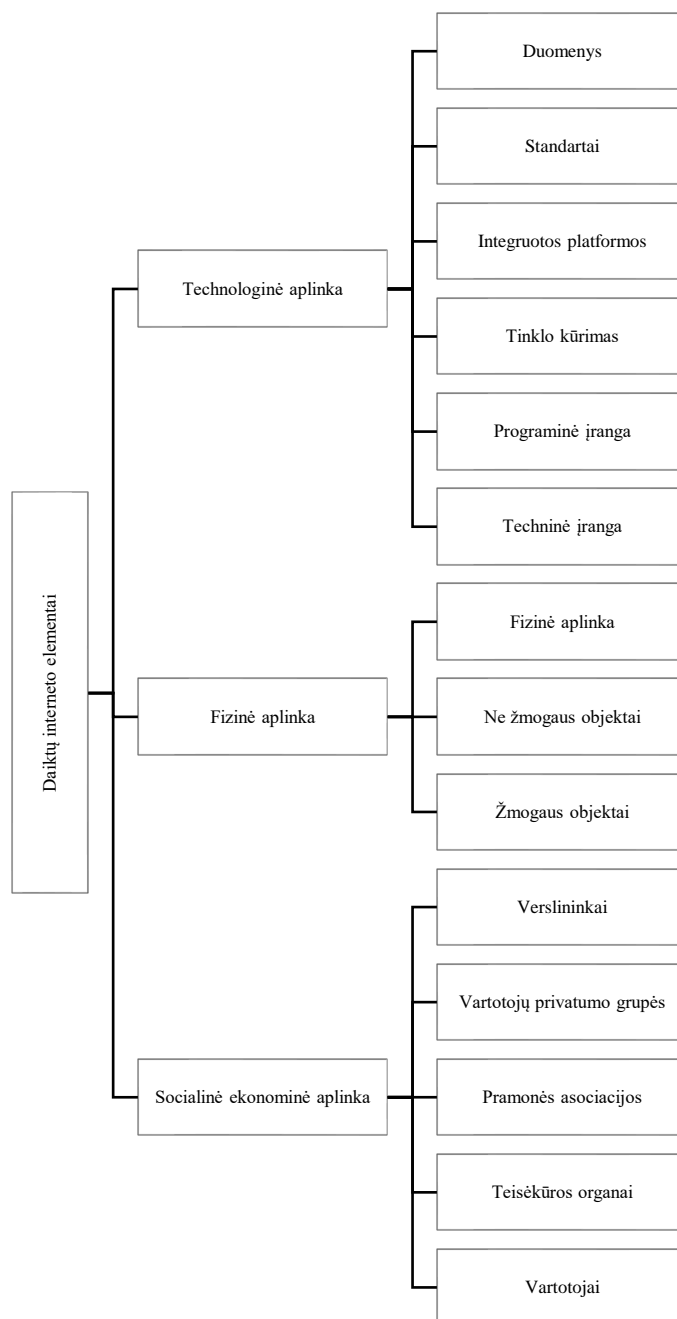 Daiktų interneto elementai
Technologinė aplinka
Duomenys
Standartai
Integruotos platformos
Tinklo kūrimas
Programinė įranga
Techninė įranga
Fizinė aplinka
Fizinė aplinka
Ne žmogaus objektai
Žmogaus objektai
Socialinė ekonominė aplinka
Verslininkai
Vartotojų privatumo grupės
Pramonės asociacijos
Teisėkūros organai
Vartotojai